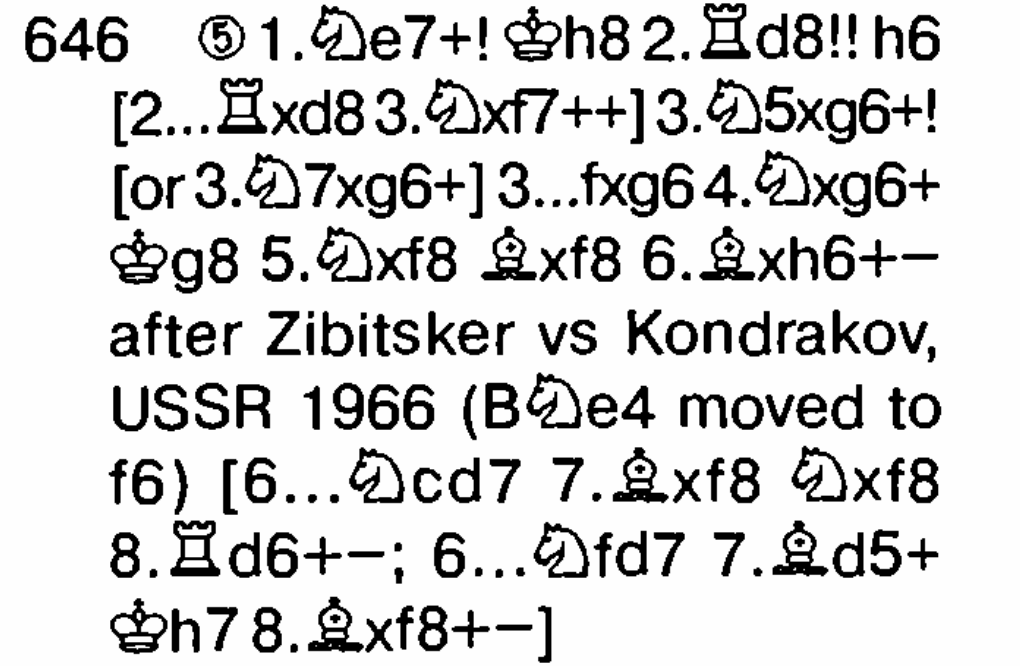 646 ⑤ 1.♘e7+! ♔h8 2.♖d8!! h6
[2...♖xd8 3.♘xf7++] 3.♘5xg6+!
[or 3.♘7xg6+] 3...fxg6 4.♘xg6+
♔g8 5.♘xf8 ♗xf8 6.♗xh6+−
after Zibitsker vs Kondrakov,
USSR 1966 (B♘e4 moved to
f6) [6...♘cd7 7.♗xf8 ♘xf8
8.♖d6+−; 6...♘fd7 7.♗d5+
♔h7 8.♗xf8+−]